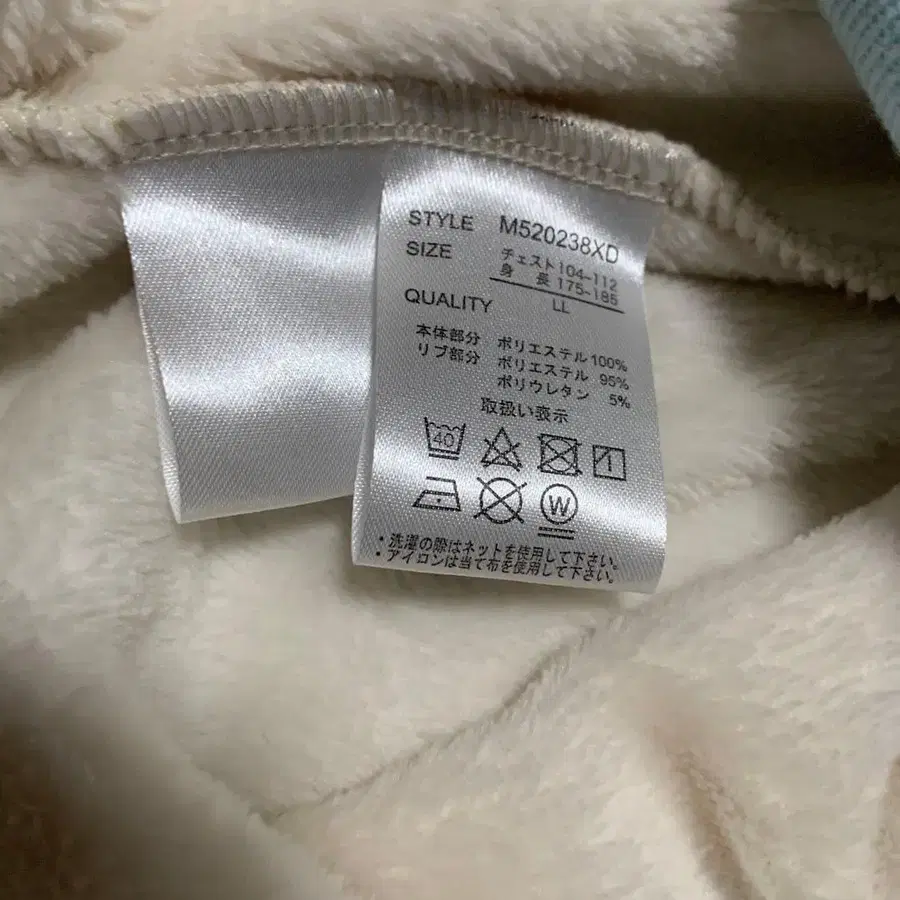 STYLE M520238XD
SIZE チェスト104-112
身 長 175-185
LL
QUALITY
本体部分 ポリエステル 100%
リブ部分 ポリエステル 95%
ポリウレタン 5%
取扱い表示
40
W
・洗濯の際はネットを使用して下さい。
・アイロンは当て布を使用して下さい。